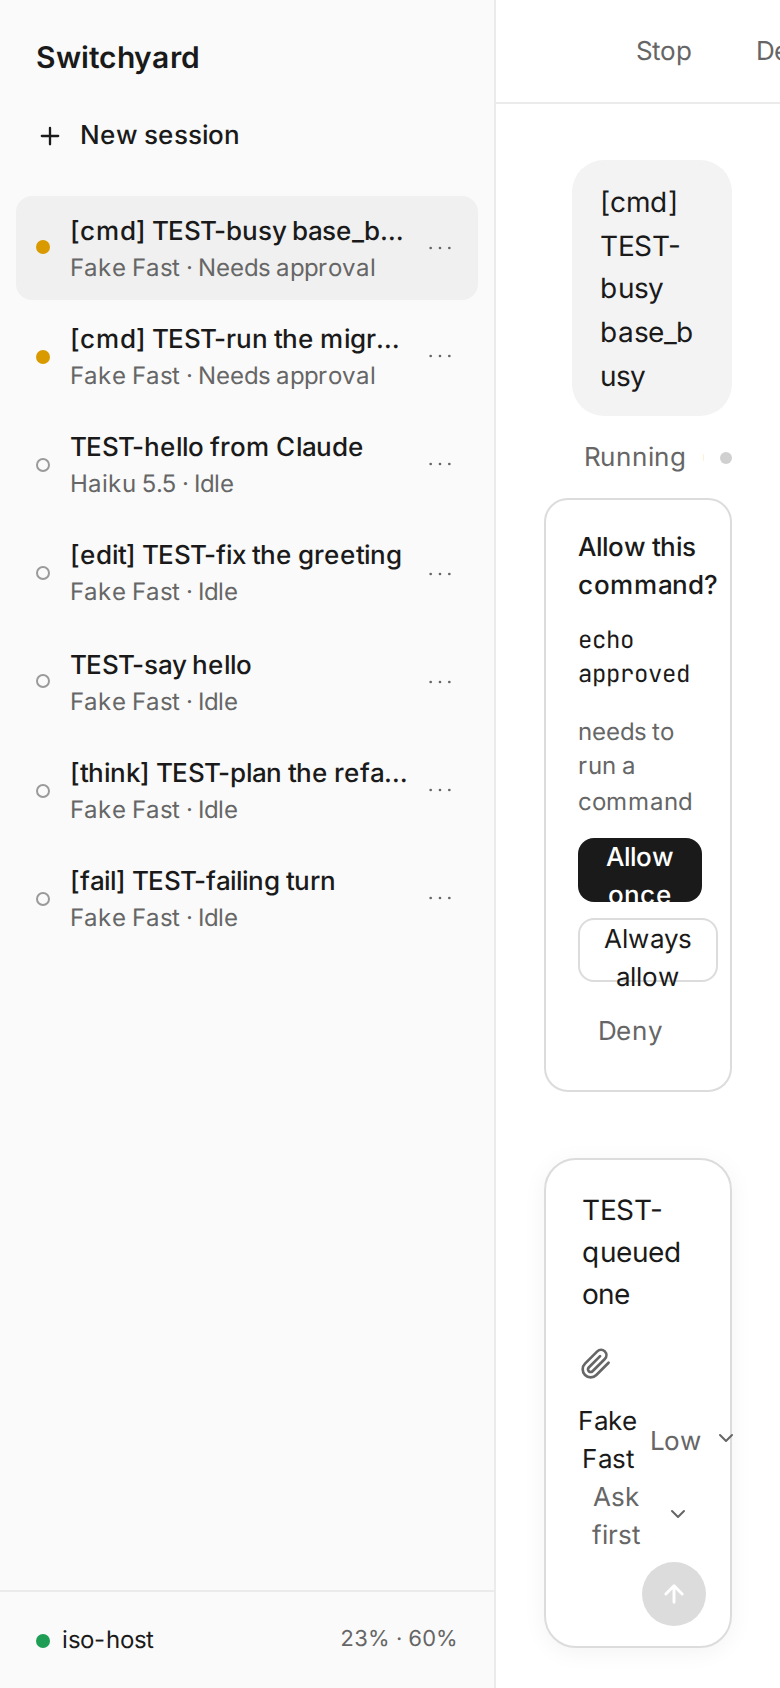 Switchyard
New session
[cmd] TEST-busy base_b...
Fake Fast · Needs approval
[cmd] TEST-run the migr...
Fake Fast · Needs approval
TEST-hello from Claude
Haiku 5.5 · Idle
[edit] TEST-fix the greeting
Fake Fast · Idle
TEST-say hello
Fake Fast · Idle
[think] TEST-plan the refa...
Fake Fast · Idle
[fail] TEST-failing turn
Fake Fast · Idle
iso-host
23% · 60%
Stop
De
[cmd]
TEST-
busy
base_b
usy
Running
Allow this
command?
echo
approved
needs to
run a
command
Allow
once
Always
allow
Deny
TEST-
queued
one
Fake
Fast
Low
Ask
first